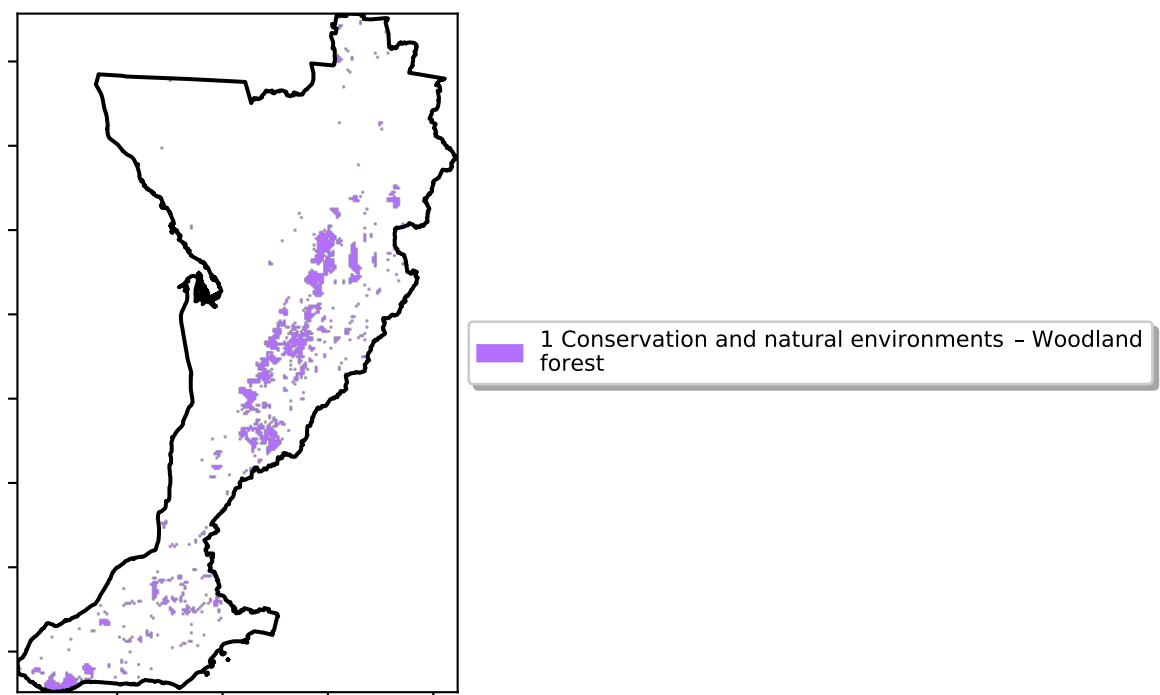 1 Conservation and natural environments – Woodland
forest